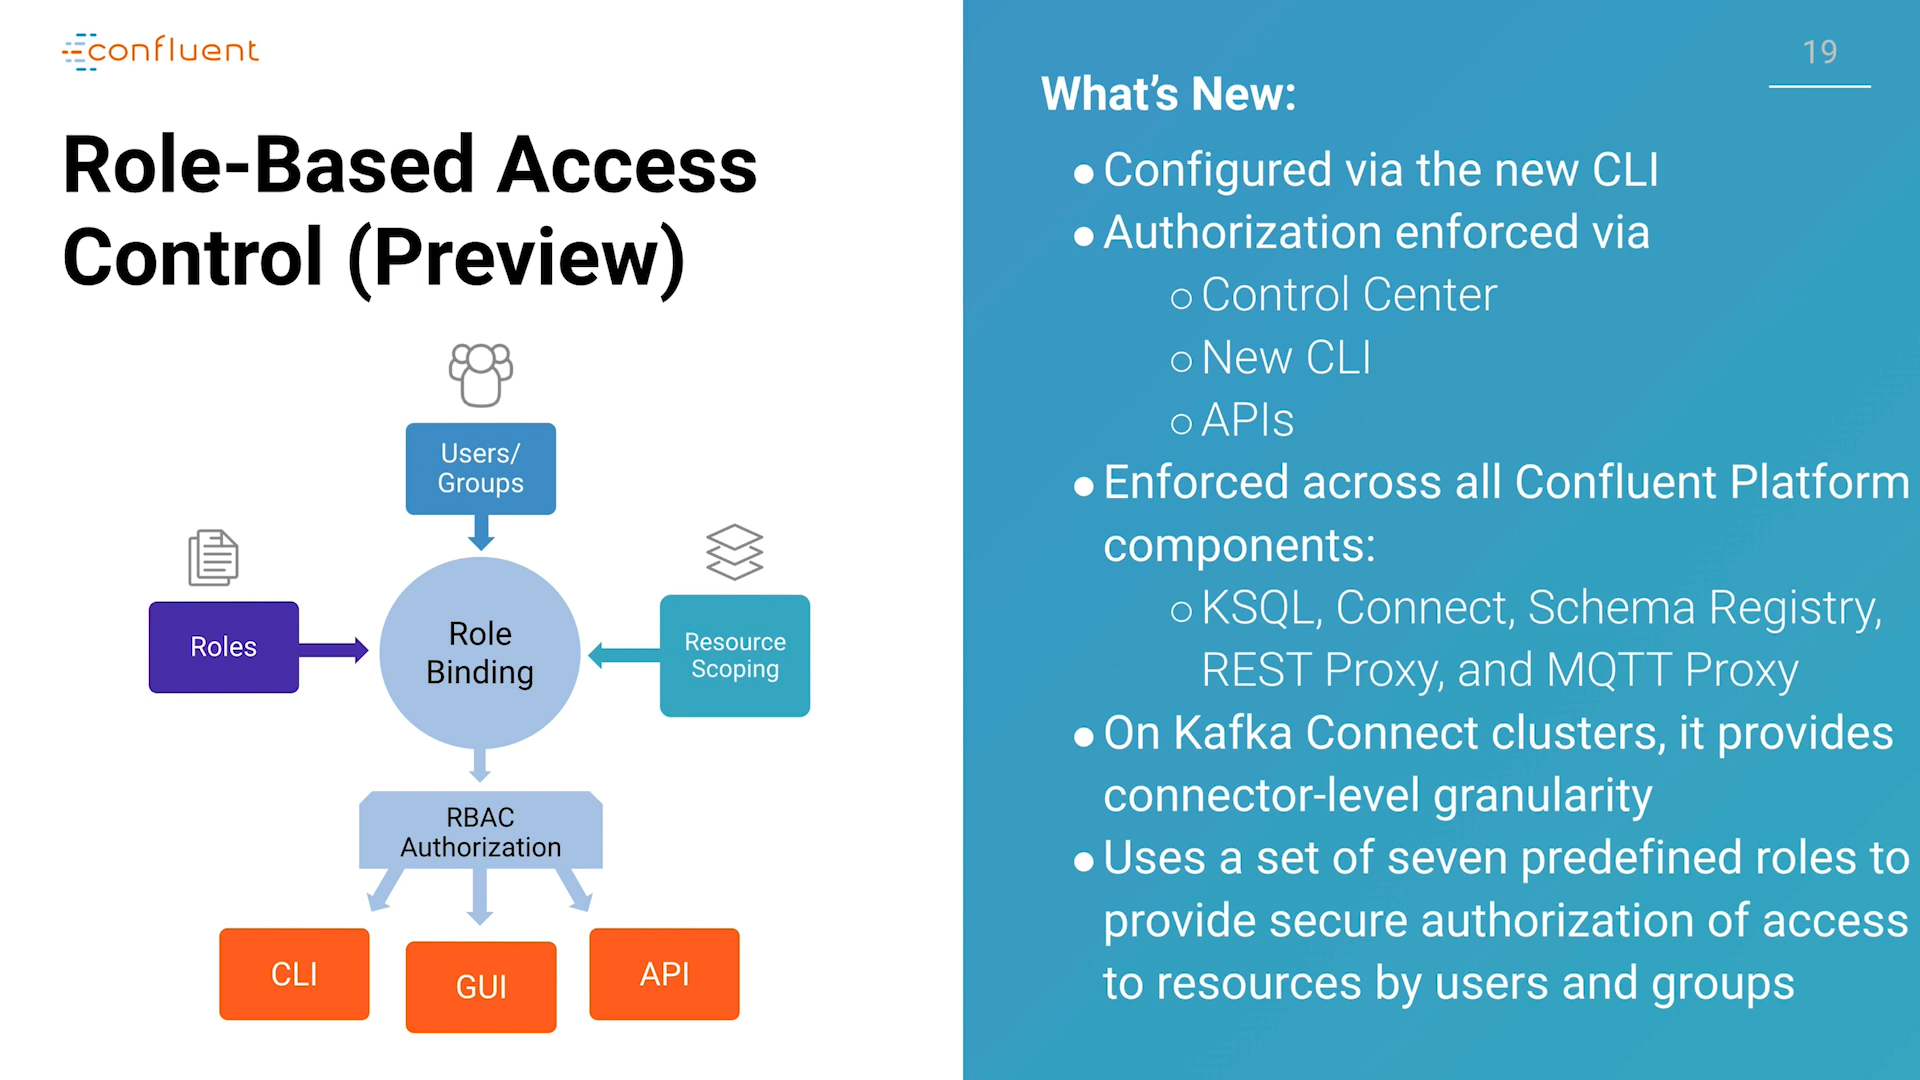 confluent
Role-Based Access
Control (Preview)
Users/
Groups
Roles
Role
Binding
Resource
Scoping
RBAC
Authorization
CLI
GUI
API
19
What’s New:
● Configured via the new CLI
● Authorization enforced via
○ Control Center
○ New CLI
○ APIs
● Enforced across all Confluent Platform
components:
○ KSQL, Connect, Schema Registry,
REST Proxy, and MQTT Proxy
● On Kafka Connect clusters, it provides
connector-level granularity
● Uses a set of seven predefined roles to
provide secure authorization of access
to resources by users and groups